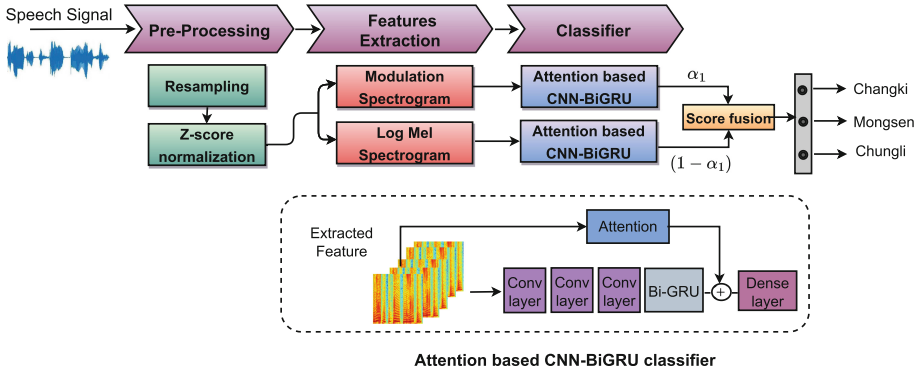 Speech Signal
Pre-Processing
Features
Extraction
Classifier
Resampling
Z-score
normalization
Modulation
Spectrogram
Log Mel
Spectrogram
Attention based
CNN-BiGRU
Attention based
CNN-BiGRU
α₁
(1 − α₁)
Score fusion
Changki
Mongsen
Chungli
Extracted
Feature
Attention
Conv
layer
Conv
layer
Conv
layer
Bi-GRU
+
Dense
layer
Attention based CNN-BiGRU classifier